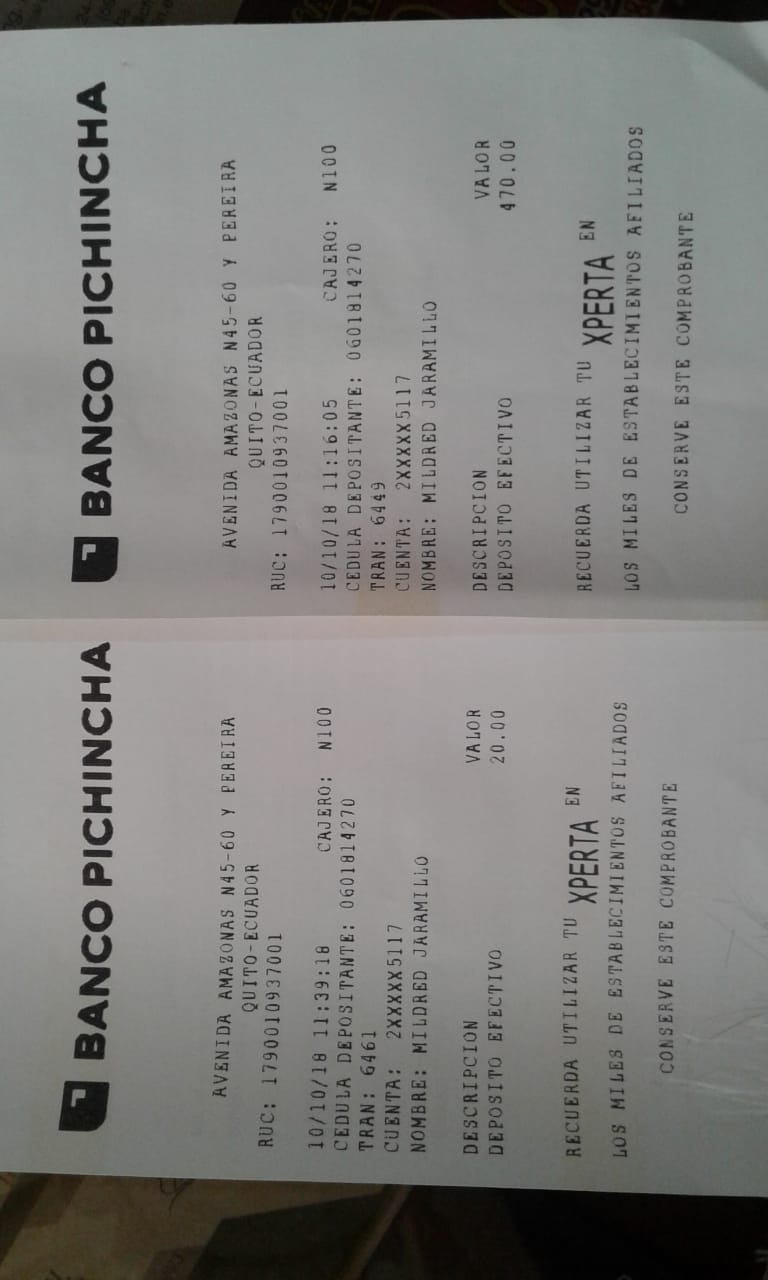 BANCO PICHINCHA
AVENIDA AMAZONAS N45-60 Y PEREIRA
QUITO-ECUADOR
RUC: 1790010937001
10/10/18 11:39:18 CAJERO: N100
CEDULA DEPOSITANTE: 0601814270
TRAN: 6461
CUENTA: 2XXXXX5117
NOMBRE: MILDRED JARAMILLO
DESCRIPCION VALOR
DEPOSITO EFECTIVO 20.00
RECUERDA UTILIZAR TU XPERTA EN
LOS MILES DE ESTABLECIMIENTOS AFILIADOS
CONSERVE ESTE COMPROBANTE
BANCO PICHINCHA
AVENIDA AMAZONAS N45-60 Y PEREIRA
QUITO-ECUADOR
RUC: 1790010937001
10/10/18 11:16:05 CAJERO: N100
CEDULA DEPOSITANTE: 0601814270
TRAN: 6449
CUENTA: 2XXXXX5117
NOMBRE: MILDRED JARAMILLO
DESCRIPCION VALOR
DEPOSITO EFECTIVO 470.00
RECUERDA UTILIZAR TU XPERTA EN
LOS MILES DE ESTABLECIMIENTOS AFILIADOS
CONSERVE ESTE COMPROBANTE